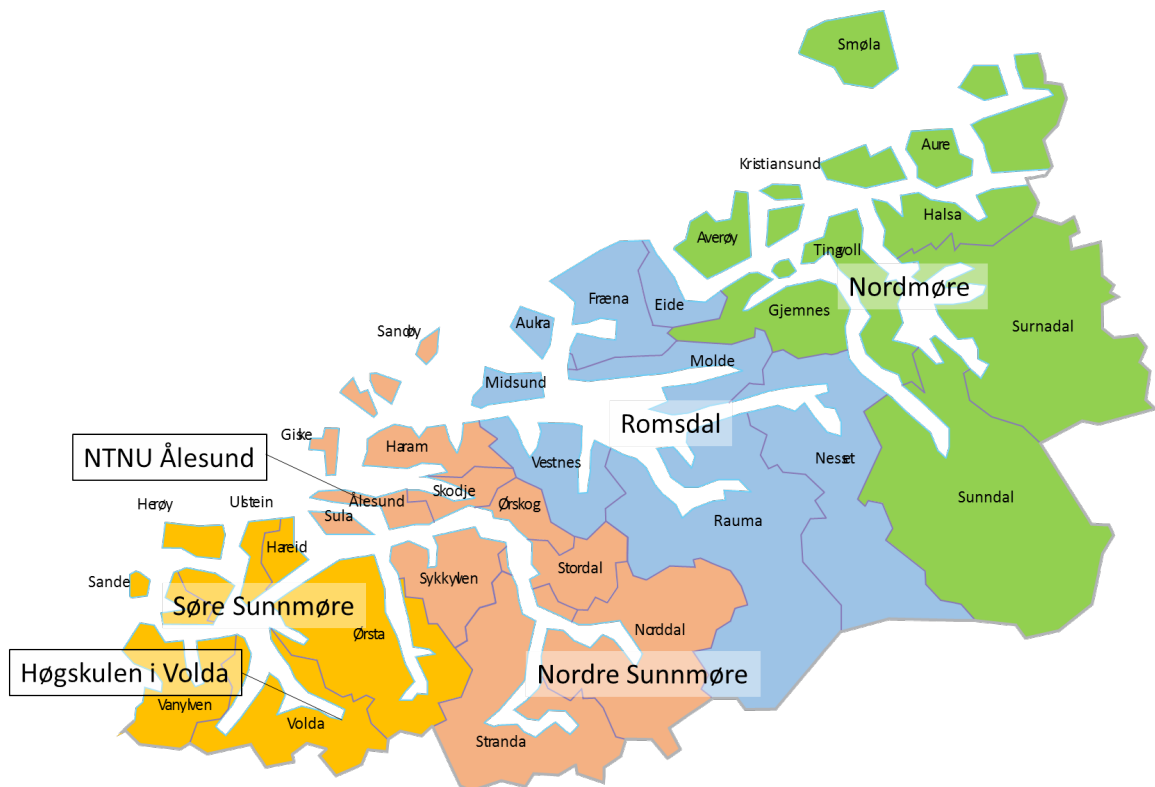 Smøla
Aure
Kristiansund
Halsa
Averøy
Tingvoll
Nordmøre
Fræna
Eide
Gjemnes
Surnadal
Aukra
Sandøy
Molde
Midsund
Romsdal
Giske
Haram
NTNU Ålesund
Vestnes
Nesset
Sunndal
Skodje
Ålesund
Ørskog
Herøy
Ulstein
Sula
Rauma
Hareid
Stordal
Sykkylven
Sande
Søre Sunnmøre
Ørsta
Norddal
Høgskulen i Volda
Nordre Sunnmøre
Vanylven
Volda
Stranda